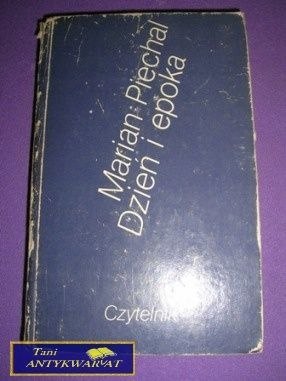 Marian Piechal
Dzień i epoka
Czytelnik
Tani
ANTYKWARIAT